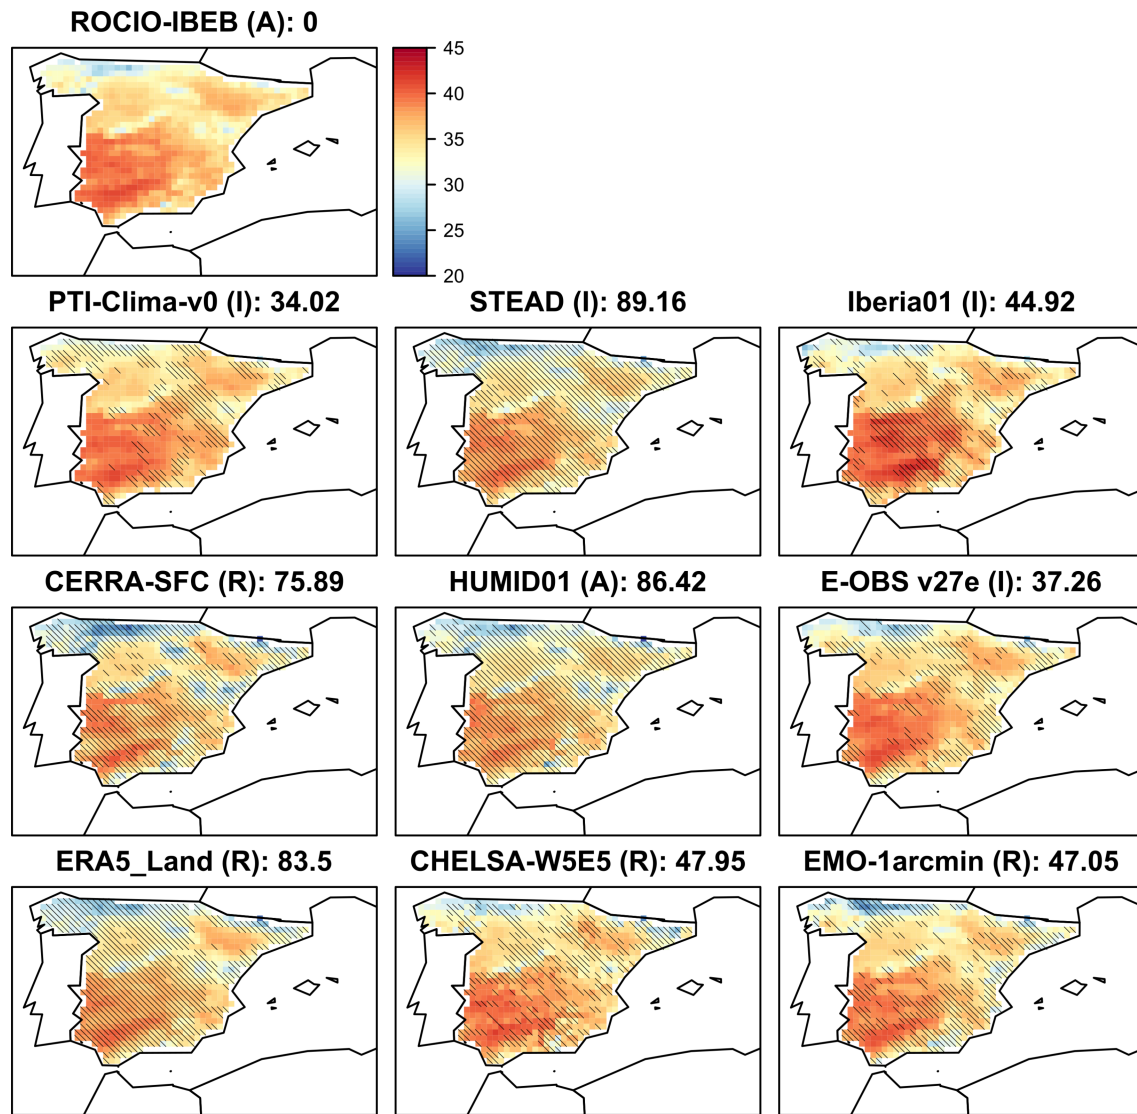 ROCIO-IBEB (A): 0
45
40
35
30
25
20
PTI-Clima-v0 (I): 34.02
STEAD (I): 89.16
Iberia01 (I): 44.92
CERRA-SFC (R): 75.89
HUMID01 (A): 86.42
E-OBS v27e (I): 37.26
ERA5_Land (R): 83.5
CHELSA-W5E5 (R): 47.95
EMO-1arcmin (R): 47.05